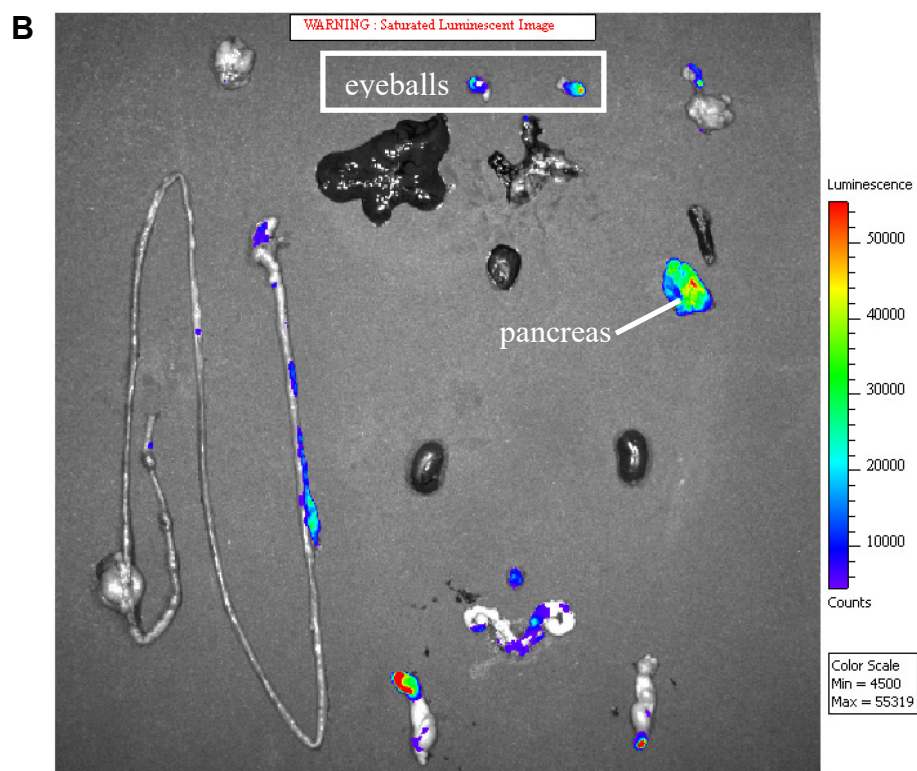 B
WARNING : Saturated Luminescent Image
eyeballs
pancreas
Luminescence
50000
40000
30000
20000
10000
Counts
Color Scale
Min = 4500
Max = 55319